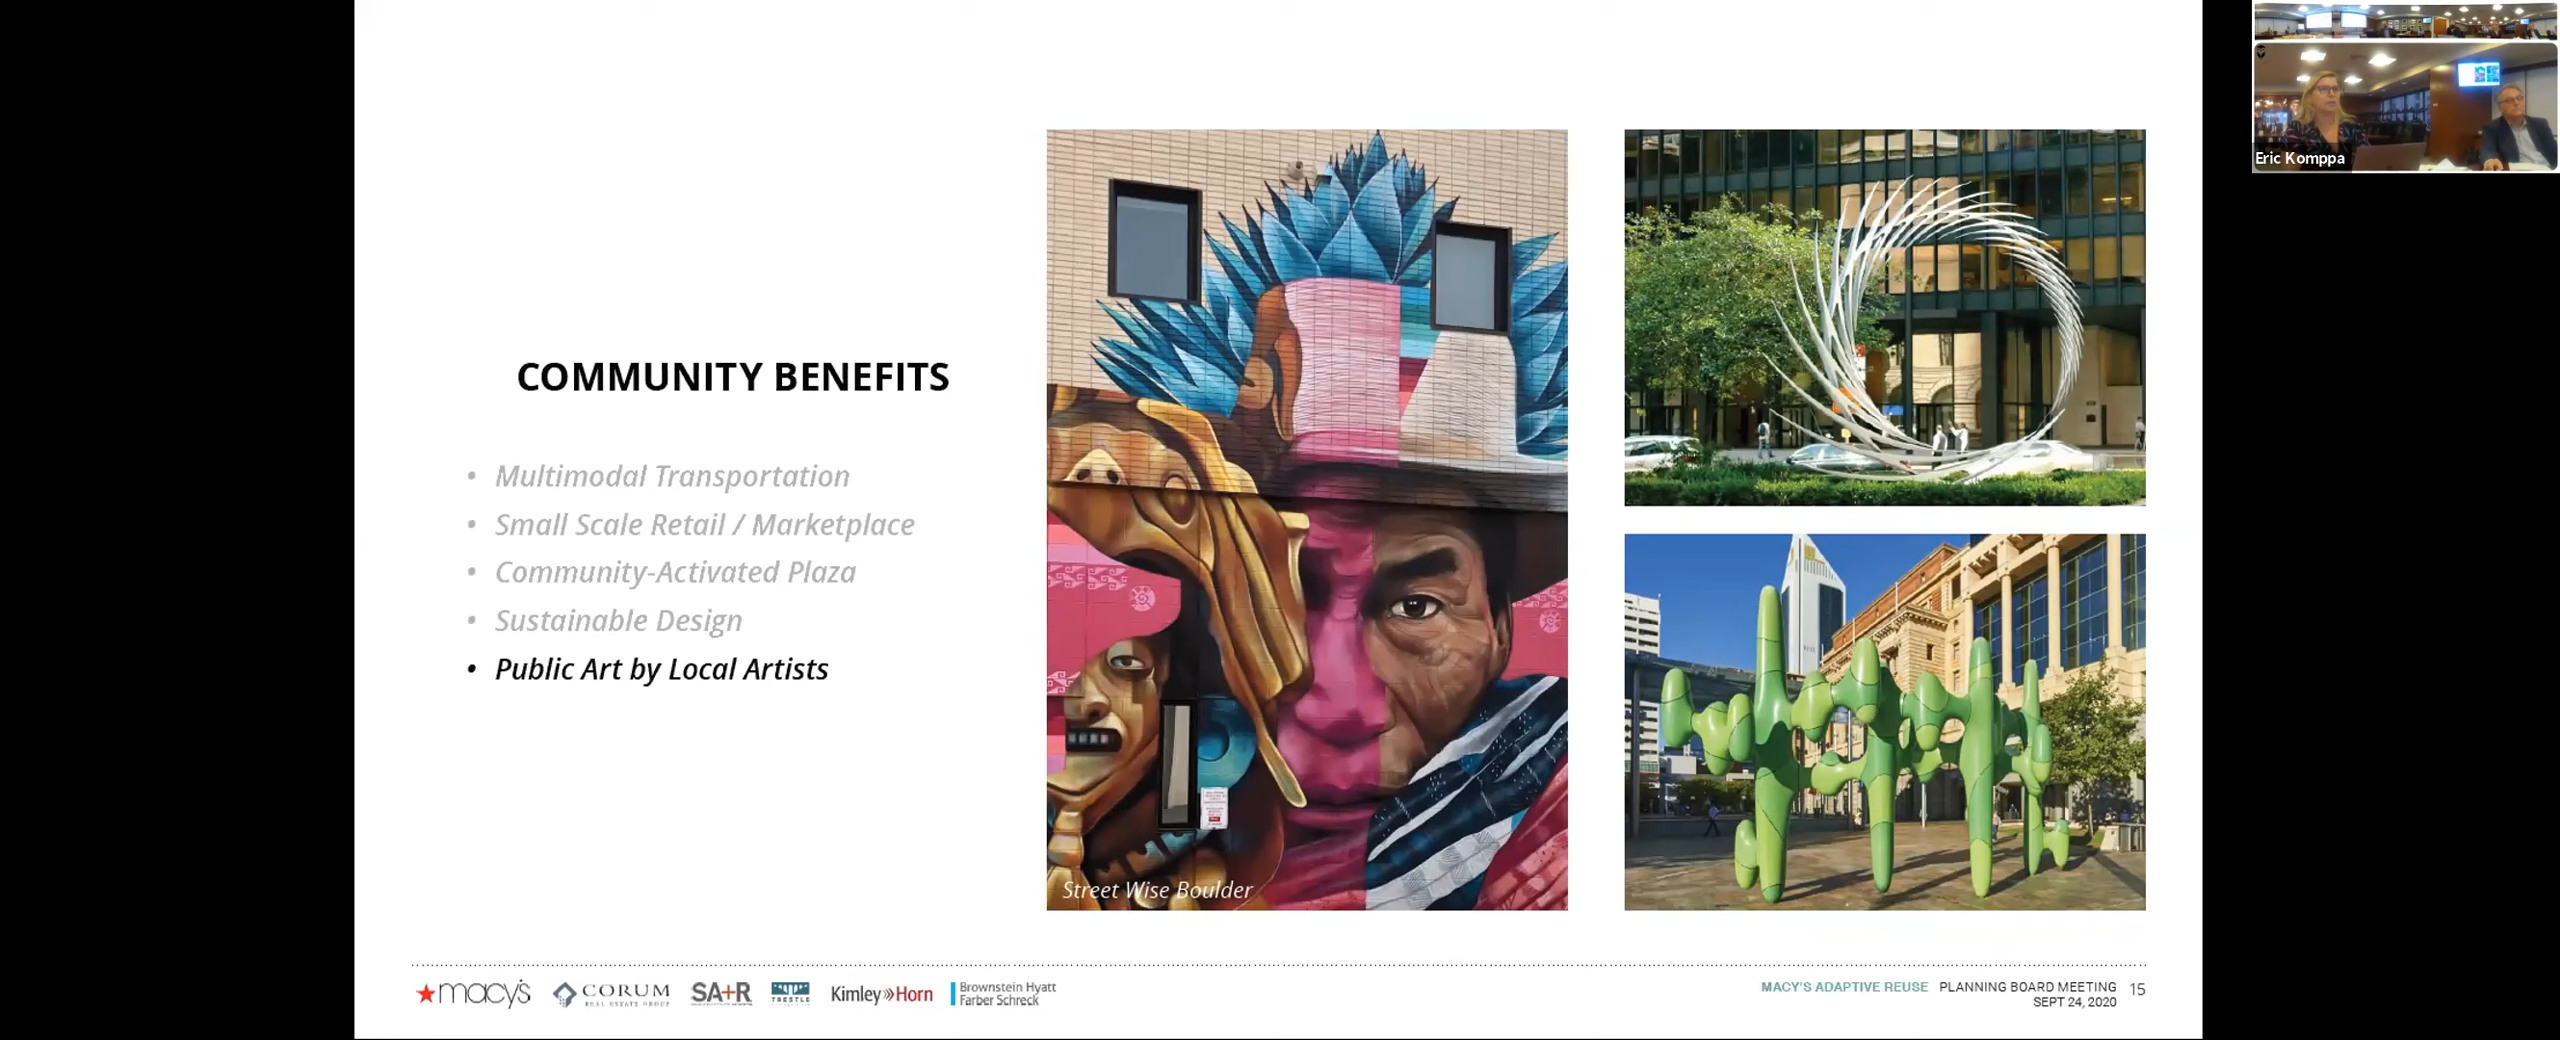 COMMUNITY BENEFITS
• Multimodal Transportation
• Small Scale Retail / Marketplace
• Community-Activated Plaza
• Sustainable Design
• Public Art by Local Artists
Street Wise Boulder
Eric Komppa
macy's
CORUM
REAL ESTATE GROUP
SA+R
TRESTLE
Kimley»Horn
Brownstein Hyatt
Farber Schreck
MACY'S ADAPTIVE REUSE PLANNING BOARD MEETING 15
SEPT 24, 2020